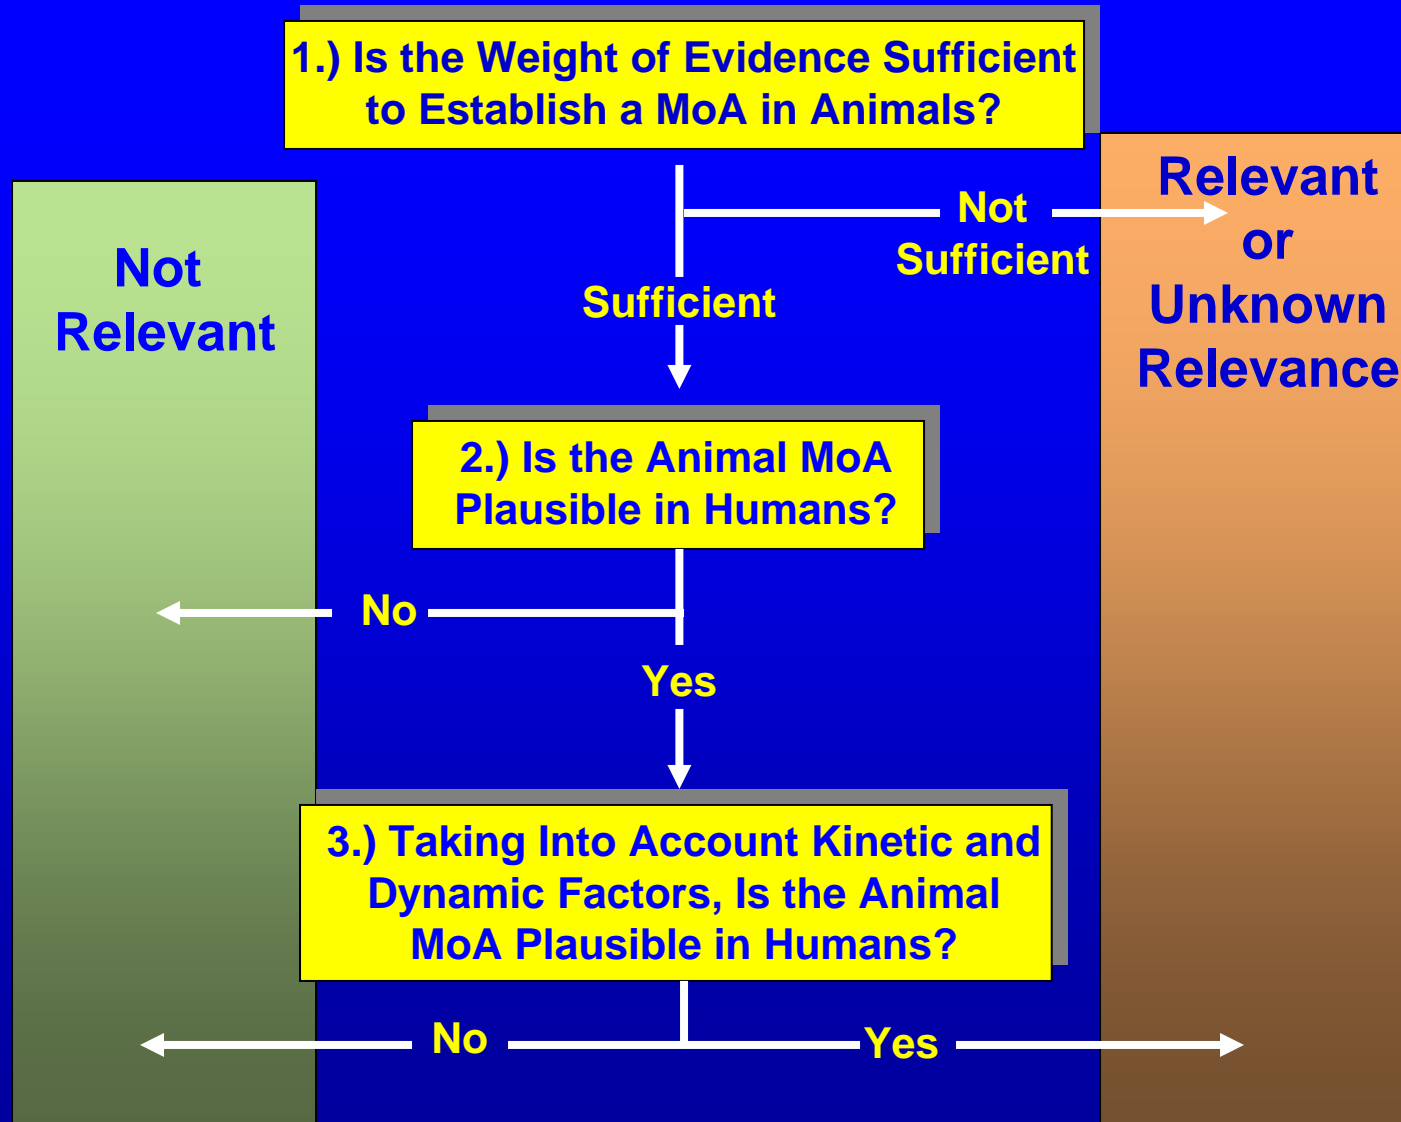 1.) Is the Weight of Evidence Sufficient
to Establish a MoA in Animals?
Relevant
or
Unknown
Relevance
Not
Sufficient
Not
Relevant
Sufficient
2.) Is the Animal MoA
Plausible in Humans?
No
Yes
3.) Taking Into Account Kinetic and
Dynamic Factors, Is the Animal
MoA Plausible in Humans?
No
Yes